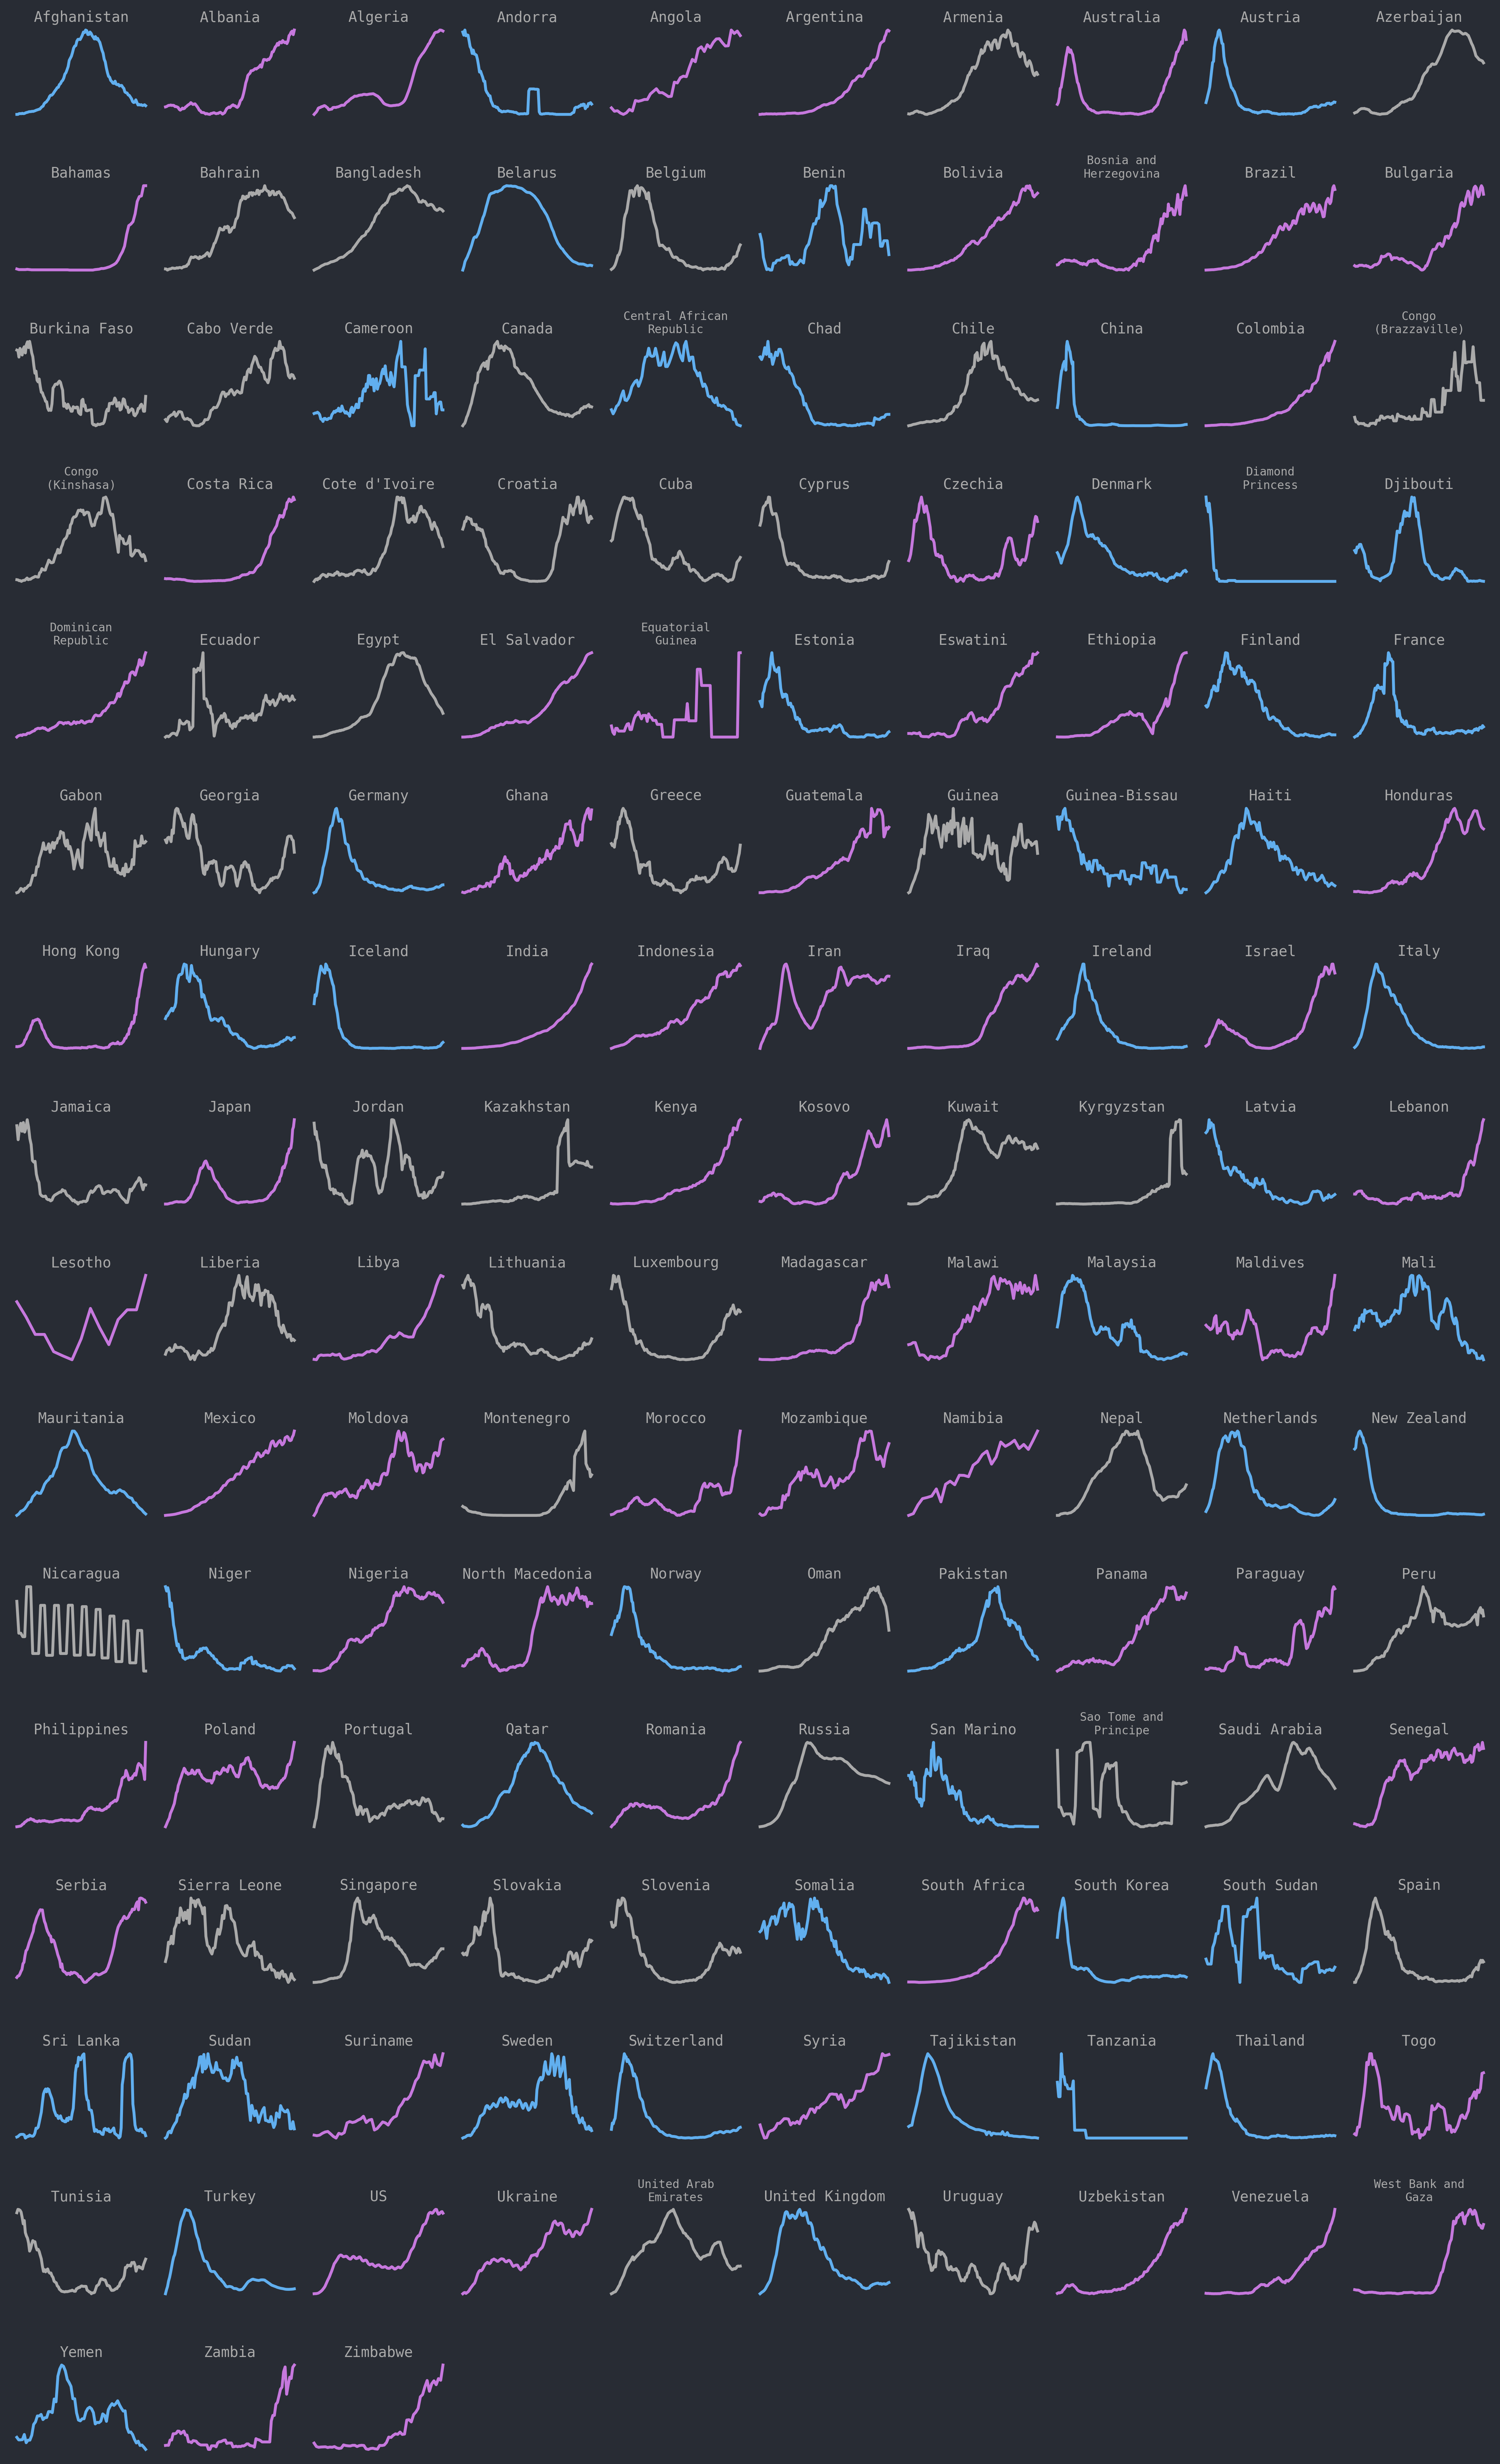 Afghanistan
Albania
Algeria
Andorra
Angola
Argentina
Armenia
Australia
Austria
Azerbaijan
Bahamas
Bahrain
Bangladesh
Belarus
Belgium
Benin
Bolivia
Bosnia and
Herzegovina
Brazil
Bulgaria
Burkina Faso
Cabo Verde
Cameroon
Canada
Central African
Republic
Chad
Chile
China
Colombia
Congo
(Brazzaville)
Congo
(Kinshasa)
Costa Rica
Cote d'Ivoire
Croatia
Cuba
Cyprus
Czechia
Denmark
Diamond
Princess
Djibouti
Dominican
Republic
Ecuador
Egypt
El Salvador
Equatorial
Guinea
Estonia
Eswatini
Ethiopia
Finland
France
Gabon
Georgia
Germany
Ghana
Greece
Guatemala
Guinea
Guinea-Bissau
Haiti
Honduras
Hong Kong
Hungary
Iceland
India
Indonesia
Iran
Iraq
Ireland
Israel
Italy
Jamaica
Japan
Jordan
Kazakhstan
Kenya
Kosovo
Kuwait
Kyrgyzstan
Latvia
Lebanon
Lesotho
Liberia
Libya
Lithuania
Luxembourg
Madagascar
Malawi
Malaysia
Maldives
Mali
Mauritania
Mexico
Moldova
Montenegro
Morocco
Mozambique
Namibia
Nepal
Netherlands
New Zealand
Nicaragua
Niger
Nigeria
North Macedonia
Norway
Oman
Pakistan
Panama
Paraguay
Peru
Philippines
Poland
Portugal
Qatar
Romania
Russia
San Marino
Sao Tome and
Principe
Saudi Arabia
Senegal
Serbia
Sierra Leone
Singapore
Slovakia
Slovenia
Somalia
South Africa
South Korea
South Sudan
Spain
Sri Lanka
Sudan
Suriname
Sweden
Switzerland
Syria
Tajikistan
Tanzania
Thailand
Togo
Tunisia
Turkey
US
Ukraine
United Arab
Emirates
United Kingdom
Uruguay
Uzbekistan
Venezuela
West Bank and
Gaza
Yemen
Zambia
Zimbabwe